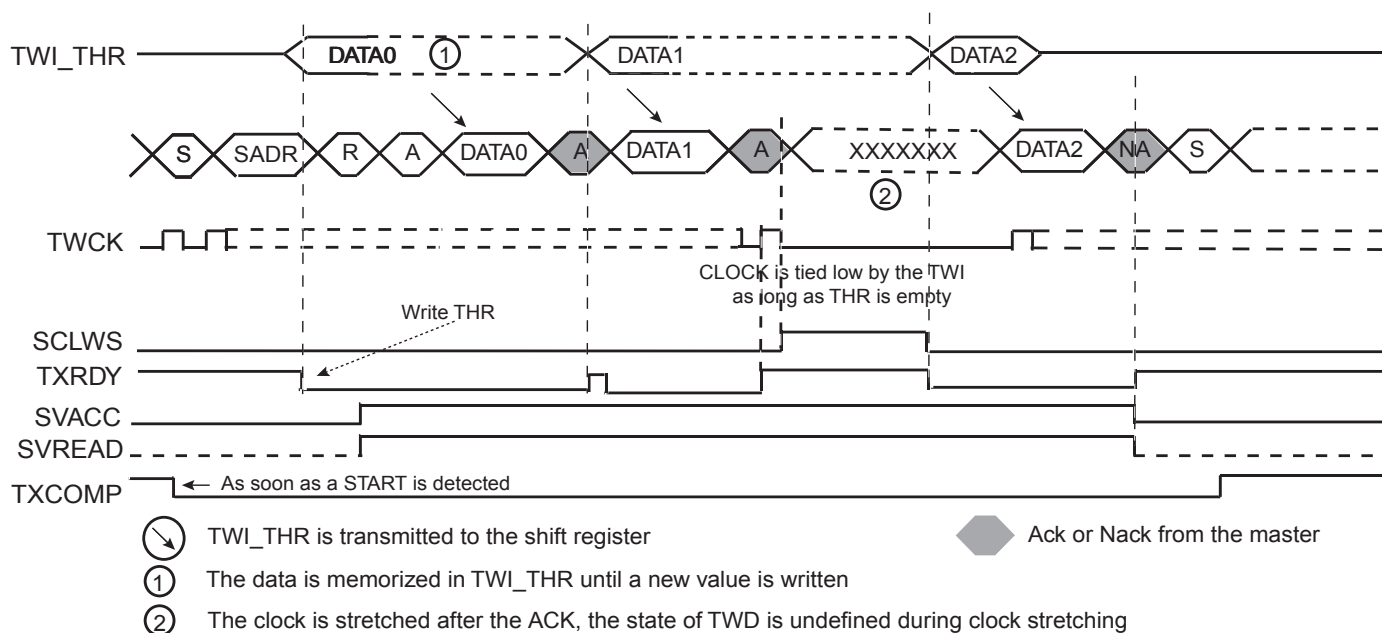 TWI_THR DATA0 1 DATA1 DATA2
S SADR R A DATA0 A DATA1 A XXXXXXX DATA2 NA S
2
TWCK
CLOCK is tied low by the TWI
as long as THR is empty
Write THR
SCLWS
TXRDY
SVACC
SVREAD
TXCOMP As soon as a START is detected
TWI_THR is transmitted to the shift register Ack or Nack from the master
1 The data is memorized in TWI_THR until a new value is written
2 The clock is stretched after the ACK, the state of TWD is undefined during clock stretching